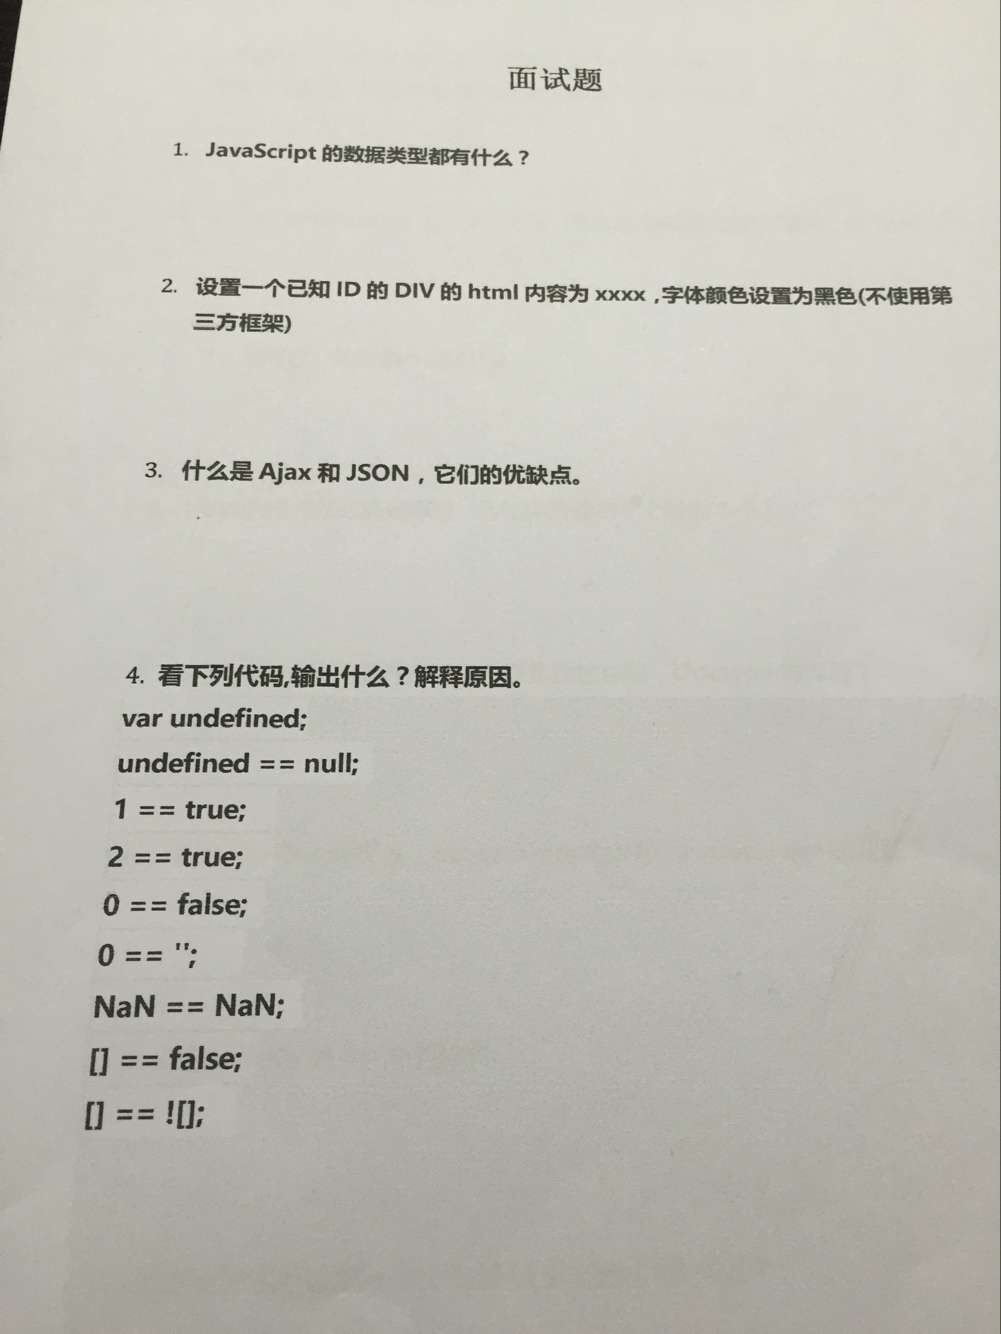 面试题
1. JavaScript 的数据类型都有什么？
2. 设置一个已知 ID 的 DIV 的 html 内容为 xxxx ,字体颜色设置为黑色(不使用第
三方框架)
3. 什么是 Ajax 和 JSON，它们的优缺点。
4. 看下列代码,输出什么？解释原因。
var undefined;
undefined == null;
1 == true;
2 == true;
0 == false;
0 == '';
NaN == NaN;
[] == false;
[] == ![];